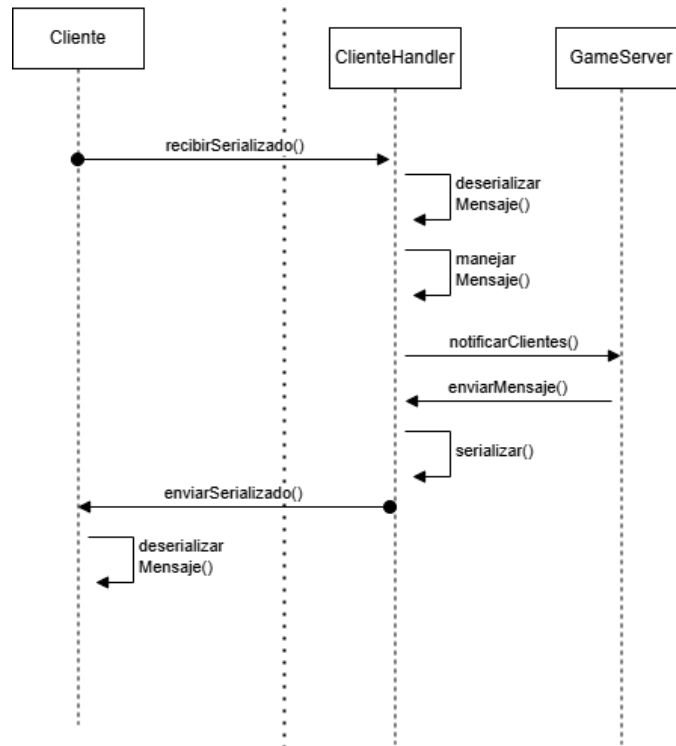 Cliente
ClienteHandler
GameServer
recibirSerializado()
deserializar
Mensaje()
manejar
Mensaje()
notificarClientes()
enviarMensaje()
serializar()
enviarSerializado()
deserializar
Mensaje()